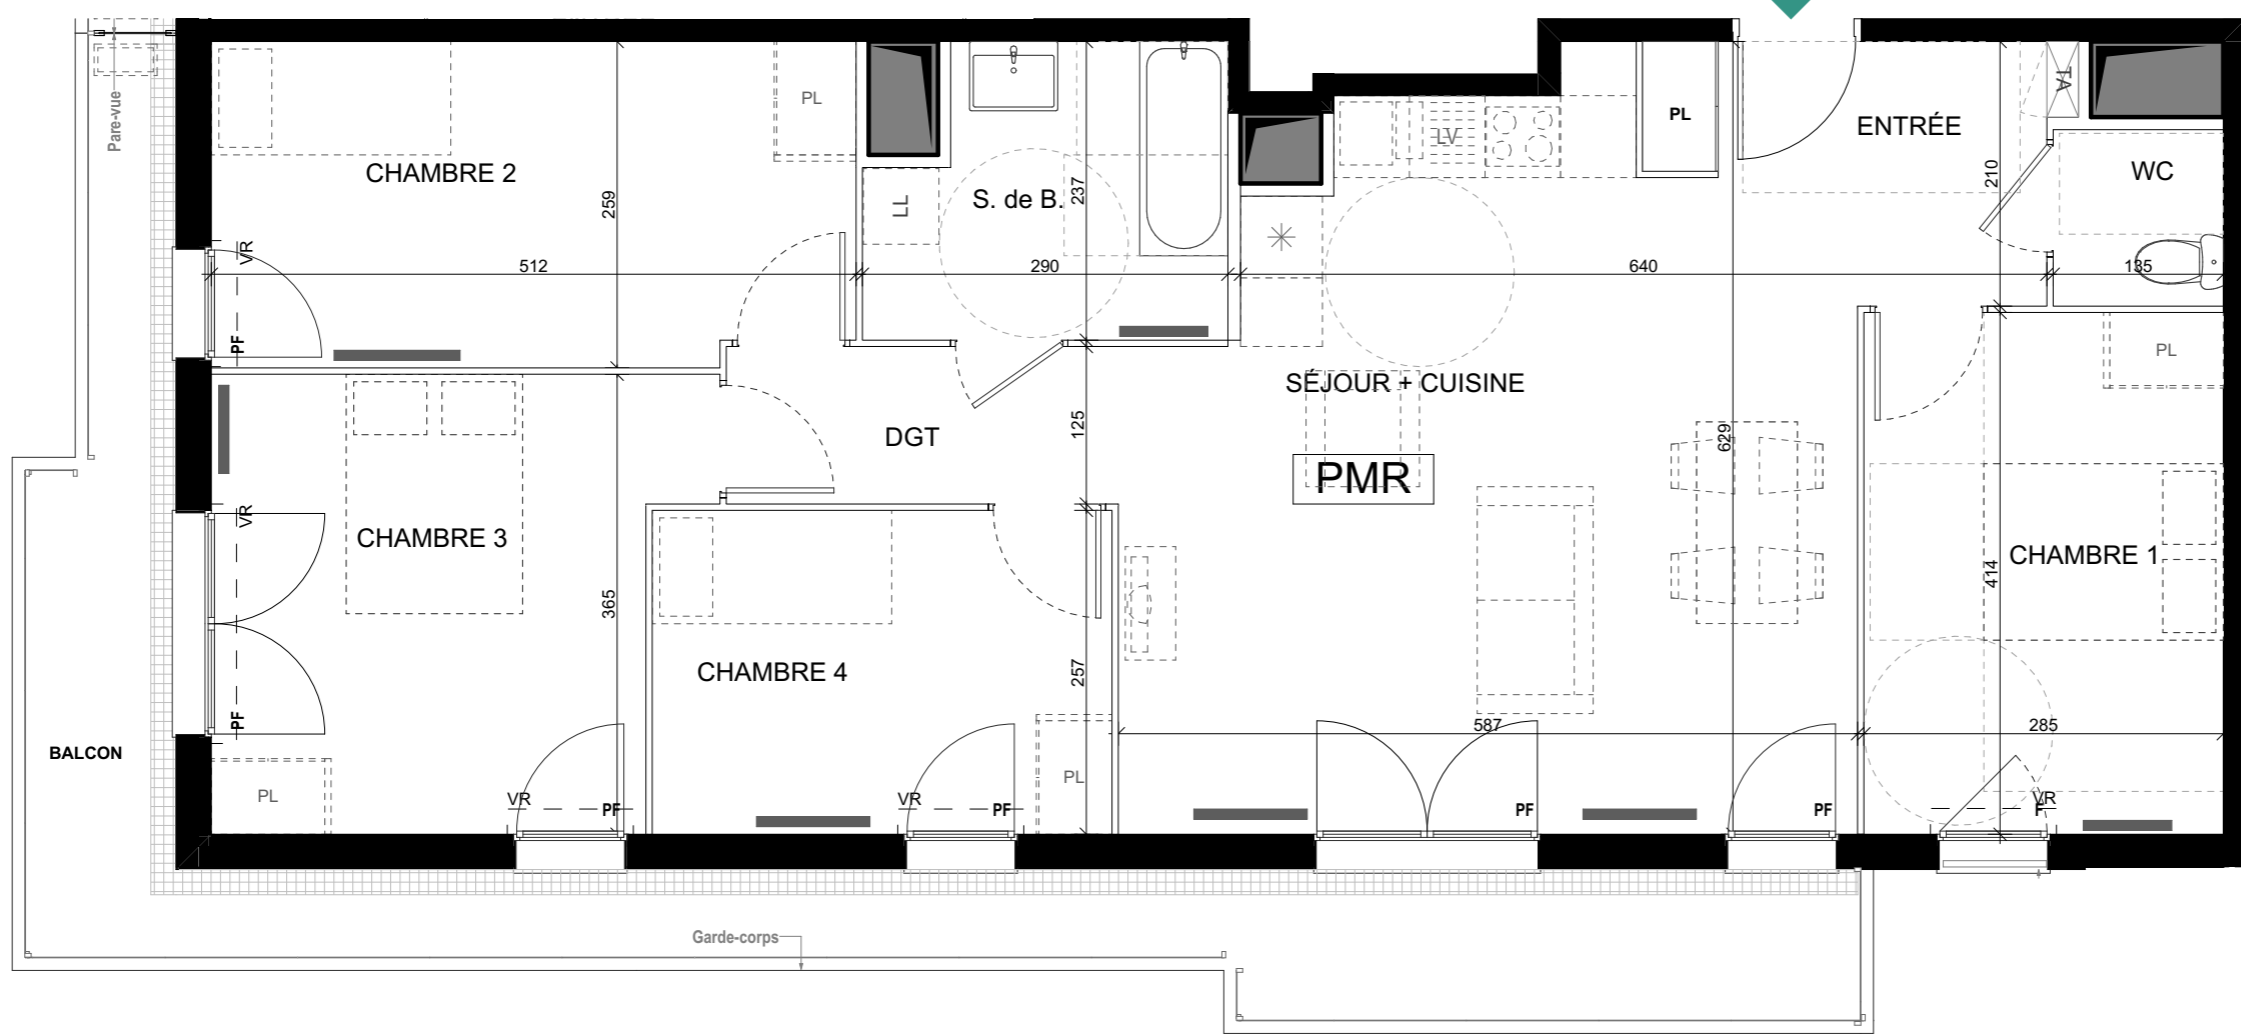 Pare-vue
PL
CHAMBRE 2
259
VR
PF
512
LL
S. de B.
237
290
LV
PL
ENTRÉE
TA
WC
210
640
135
SÉJOUR + CUISINE
PMR
629
125
DGT
VR
CHAMBRE 3
365
PF
PL
VR
PF
CHAMBRE 4
257
VR
PF
PL
587
PF
PF
PL
CHAMBRE 1
414
285
VR
F
BALCON
Garde-corps